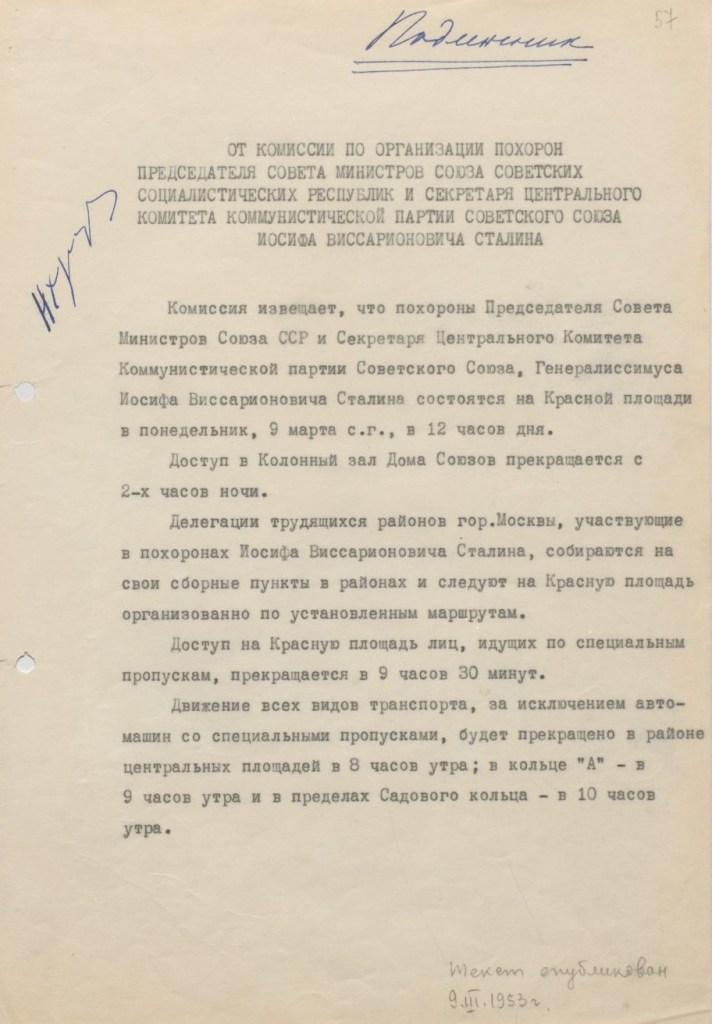 57
Подлинник
ОТ КОМИССИИ ПО ОРГАНИЗАЦИИ ПОХОРОН
ПРЕДСЕДАТЕЛЯ СОВЕТА МИНИСТРОВ СОЮЗА СОВЕТСКИХ
СОЦИАЛИСТИЧЕСКИХ РЕСПУБЛИК И СЕКРЕТАРЯ ЦЕНТРАЛЬНОГО
КОМИТЕТА КОММУНИСТИЧЕСКОЙ ПАРТИИ СОВЕТСКОГО СОЮЗА
ИОСИФА ВИССАРИОНОВИЧА СТАЛИНА
Комиссия извещает, что похороны Председателя Совета
Министров Союза ССР и Секретаря Центрального Комитета
Коммунистической партии Советского Союза, Генералиссимуса
Иосифа Виссарионовича Сталина состоятся на Красной площади
в понедельник, 9 марта с.г., в 12 часов дня.
Доступ в Колонный зал Дома Союзов прекращается с
2-х часов ночи.
Делегации трудящихся районов гор.Москвы, участвующие
в похоронах Иосифа Виссарионовича Сталина, собираются на
свои сборные пункты в районах и следуют на Красную площадь
организованно по установленным маршрутам.
Доступ на Красную площадь лиц, идущих по специальным
пропускам, прекращается в 9 часов 30 минут.
Движение всех видов транспорта, за исключением авто-
машин со специальными пропусками, будет прекращено в районе
центральных площадей в 8 часов утра; в кольце "А" - в
9 часов утра и в пределах Садового кольца - в 10 часов
утра.
Текст опубликован
9.III.1953г.